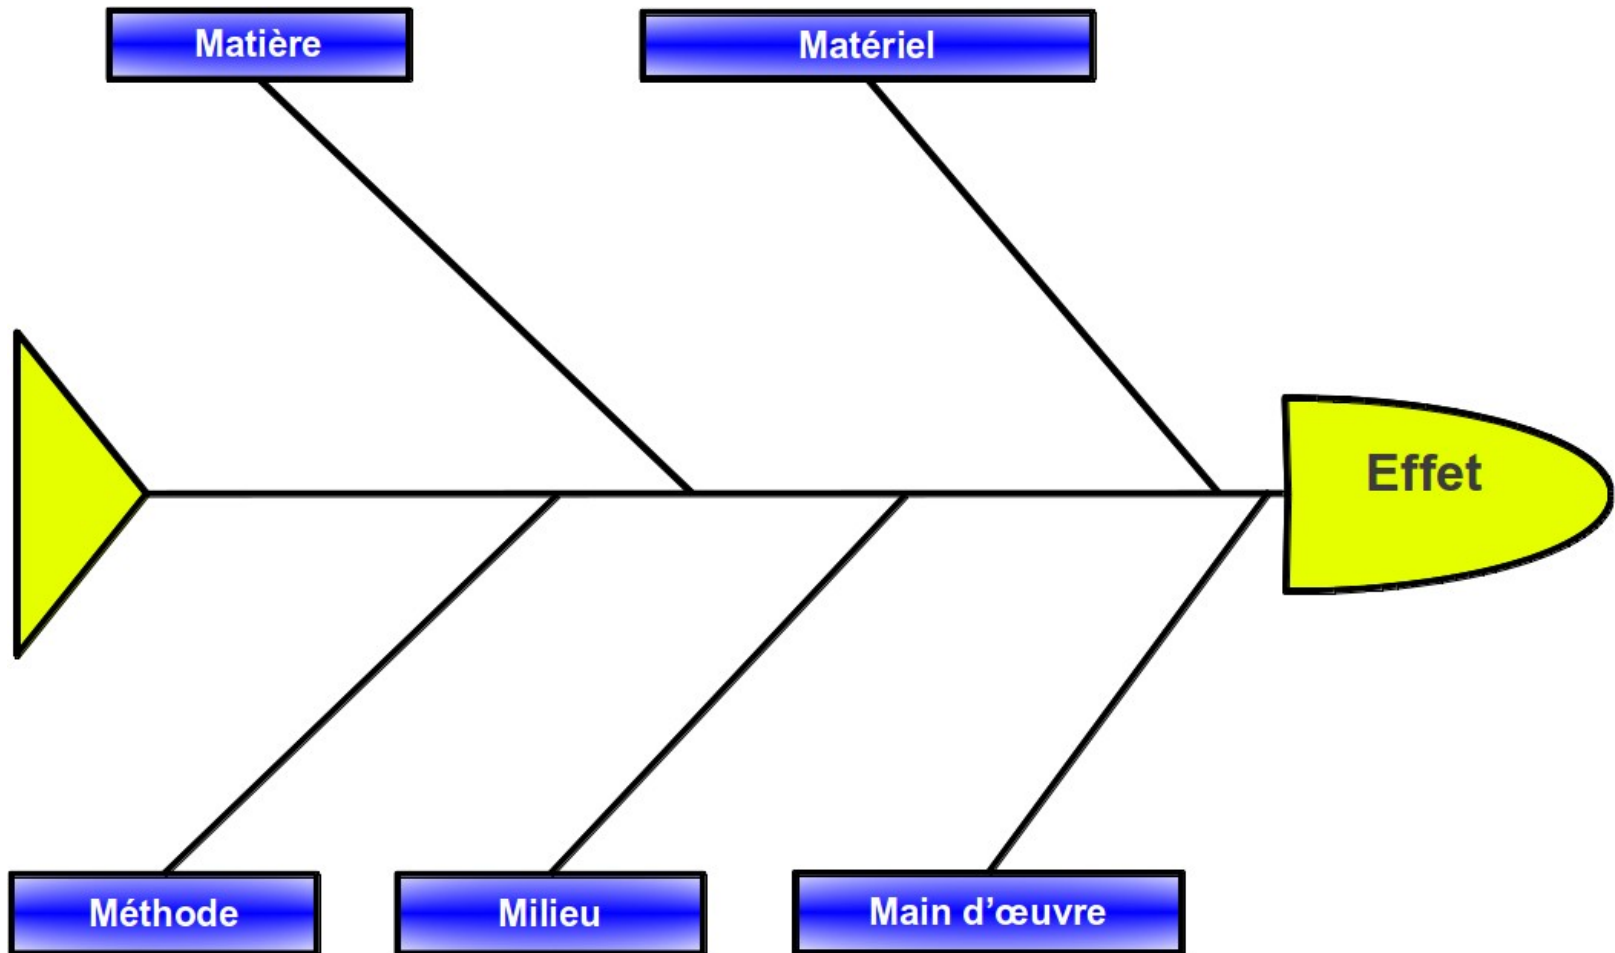 Matière
Matériel
Effet
Méthode
Milieu
Main d’œuvre